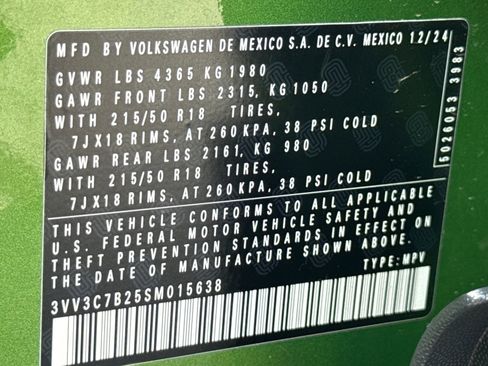 MFD BY VOLKSWAGEN DE MEXICO S.A. DE C.V. MEXICO 12/24
GVWR LBS 4365 KG 1980
GAWR FRONT LBS 2315, KG 1050
WITH 215/50 R18 TIRES,
7JX18 RIMS, AT 260 KPA, 38 PSI COLD
GAWR REAR LBS 2161, KG 980
WITH 215/50 R18 TIRES,
7JX18 RIMS, AT 260 KPA, 38 PSI COLD
THIS VEHICLE CONFORMS TO ALL APPLICABLE
U.S. FEDERAL MOTOR VEHICLE SAFETY AND
THEFT PREVENTION STANDARDS IN EFFECT ON
THE DATE OF MANUFACTURE SHOWN ABOVE.
3VV3C7B25SM015638 TYPE: MPV
5026053 3983